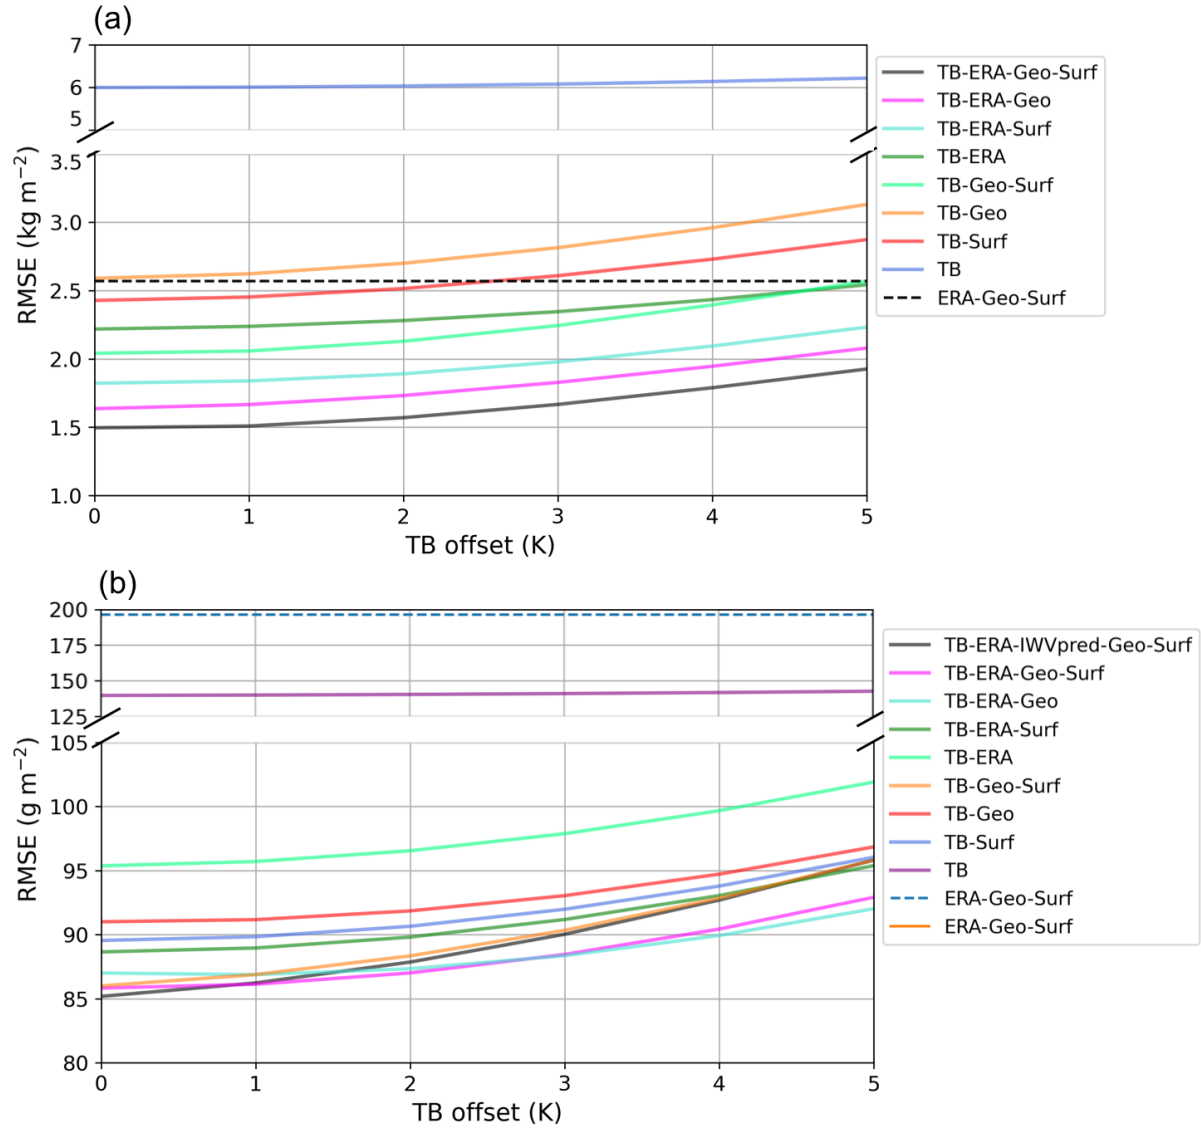 (a)
7
6
5
3.5
3.0
2.5
2.0
1.5
1.0
RMSE (kg m⁻²)
0 1 2 3 4 5
TB offset (K)
TB-ERA-Geo-Surf
TB-ERA-Geo
TB-ERA-Surf
TB-ERA
TB-Geo-Surf
TB-Geo
TB-Surf
TB
ERA-Geo-Surf
(b)
200
175
150
125
105
100
95
90
85
80
RMSE (g m⁻²)
0 1 2 3 4 5
TB offset (K)
TB-ERA-IWVpred-Geo-Surf
TB-ERA-Geo-Surf
TB-ERA-Geo
TB-ERA-Surf
TB-ERA
TB-Geo-Surf
TB-Geo
TB-Surf
TB
ERA-Geo-Surf
ERA-Geo-Surf